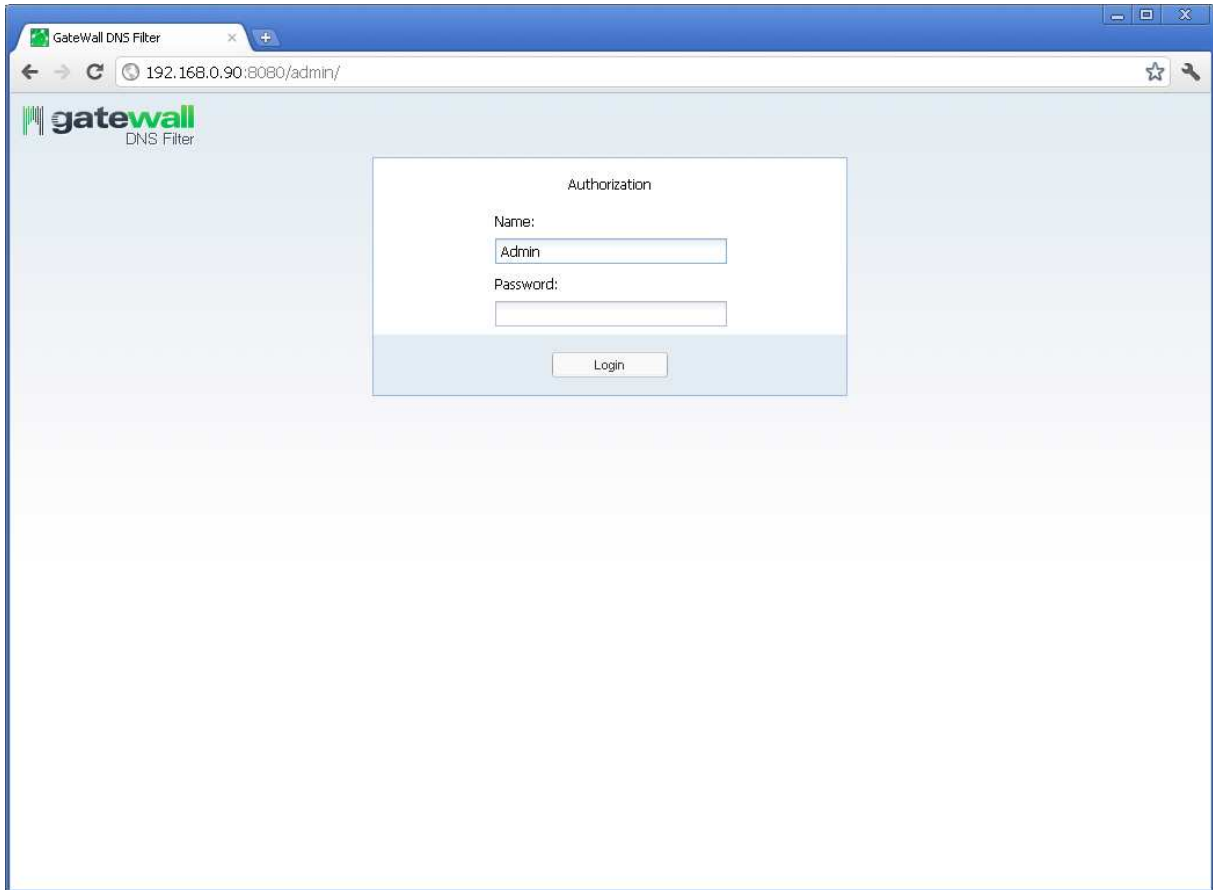 GateWall DNS Filter
192.168.0.90:8080/admin/
gatewall
DNS Filter
Authorization
Name:
Admin
Password:
Login